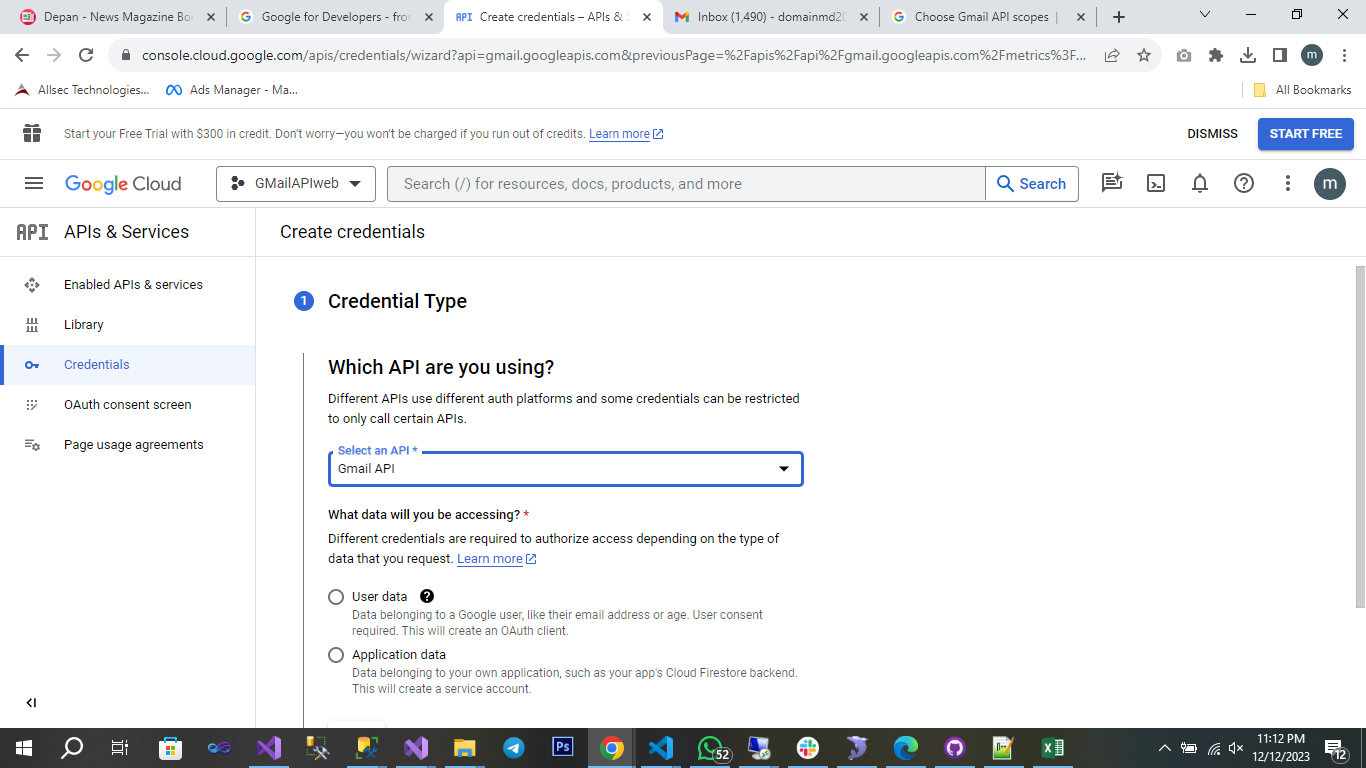 Depan - News Magazine Bo
Google for Developers - fron
API Create credentials – APIs & S
Inbox (1,490) - domainmd20
Choose Gmail API scopes |
console.cloud.google.com/apis/credentials/wizard?api=gmail.googleapis.com&previousPage=%2Fapis%2Fapi%2Fgmail.googleapis.com%2Fmetrics%3F...
m
Allsec Technologies...
Ads Manager - Ma...
All Bookmarks
Start your Free Trial with $300 in credit. Don't worry—you won't be charged if you run out of credits. Learn more
DISMISS
START FREE
Google Cloud
GMailAPIweb
Search (/) for resources, docs, products, and more
Search
m
API APIs & Services
Create credentials
Enabled APIs & services
Library
Credentials
OAuth consent screen
Page usage agreements
1 Credential Type
Which API are you using?
Different APIs use different auth platforms and some credentials can be restricted
to only call certain APIs.
Select an API *
Gmail API
What data will you be accessing? *
Different credentials are required to authorize access depending on the type of
data that you request. Learn more
User data
Data belonging to a Google user, like their email address or age. User consent
required. This will create an OAuth client.
Application data
Data belonging to your own application, such as your app's Cloud Firestore backend.
This will create a service account.
Ps
52
11:12 PM
12/12/2023
12